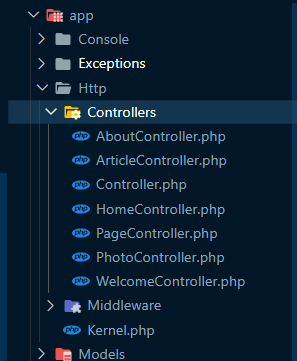 app
Console
Exceptions
Http
Controllers
php AboutController.php
php ArticleController.php
php Controller.php
php HomeController.php
php PageController.php
php PhotoController.php
php WelcomeController.php
Middleware
php Kernel.php
Models